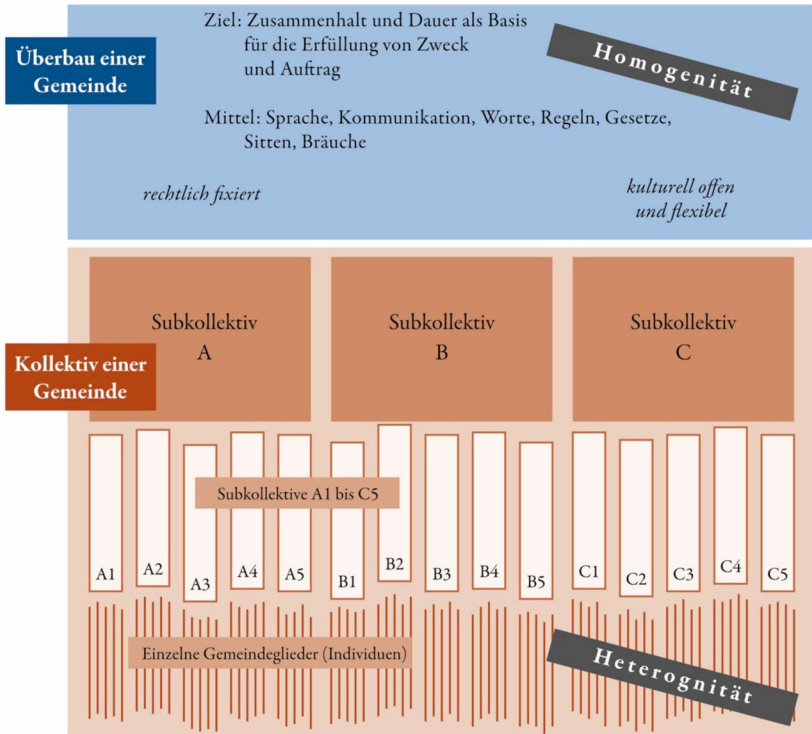 Ziel: Zusammenhalt und Dauer als Basis
für die Erfüllung von Zweck
und Auftrag
Homogenität
Überbau einer
Gemeinde
Mittel: Sprache, Kommunikation, Worte, Regeln, Gesetze,
Sitten, Bräuche
rechtlich fixiert
kulturell offen
und flexibel
Subkollektiv
A
Subkollektiv
B
Subkollektiv
C
Kollektiv einer
Gemeinde
Subkollektive A1 bis C5
A1
A2
A3
A4
A5
B1
B2
B3
B4
B5
C1
C2
C3
C4
C5
Einzelne Gemeindeglieder (Individuen)
Heterognität